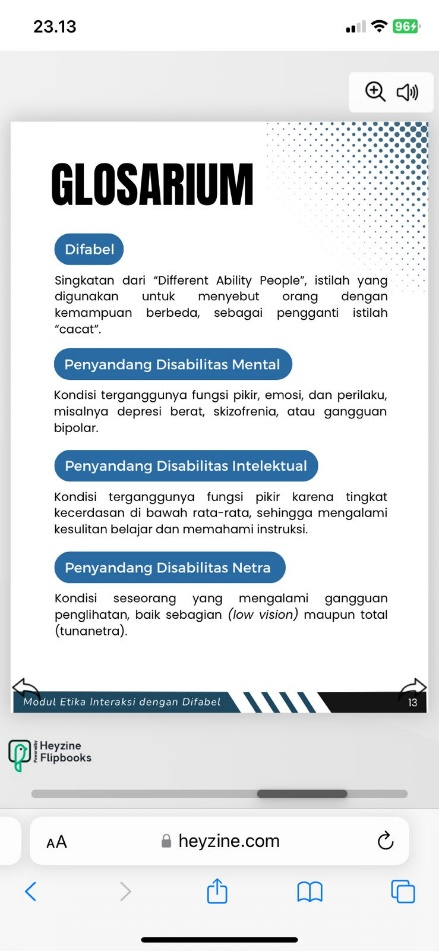 23.13
96
GLOSARIUM
Difabel
Singkatan dari “Different Ability People”, istilah yang
digunakan untuk menyebut orang dengan
kemampuan berbeda, sebagai pengganti istilah
“cacat”.
Penyandang Disabilitas Mental
Kondisi terganggunya fungsi pikir, emosi, dan perilaku,
misalnya depresi berat, skizofrenia, atau gangguan
bipolar.
Penyandang Disabilitas Intelektual
Kondisi terganggunya fungsi pikir karena tingkat
kecerdasan di bawah rata-rata, sehingga mengalami
kesulitan belajar dan memahami instruksi.
Penyandang Disabilitas Netra
Kondisi seseorang yang mengalami gangguan
penglihatan, baik sebagian (low vision) maupun total
(tunanetra).
Modul Etika Interaksi dengan Difabel
13
Heyzine
Flipbooks
AA
heyzine.com